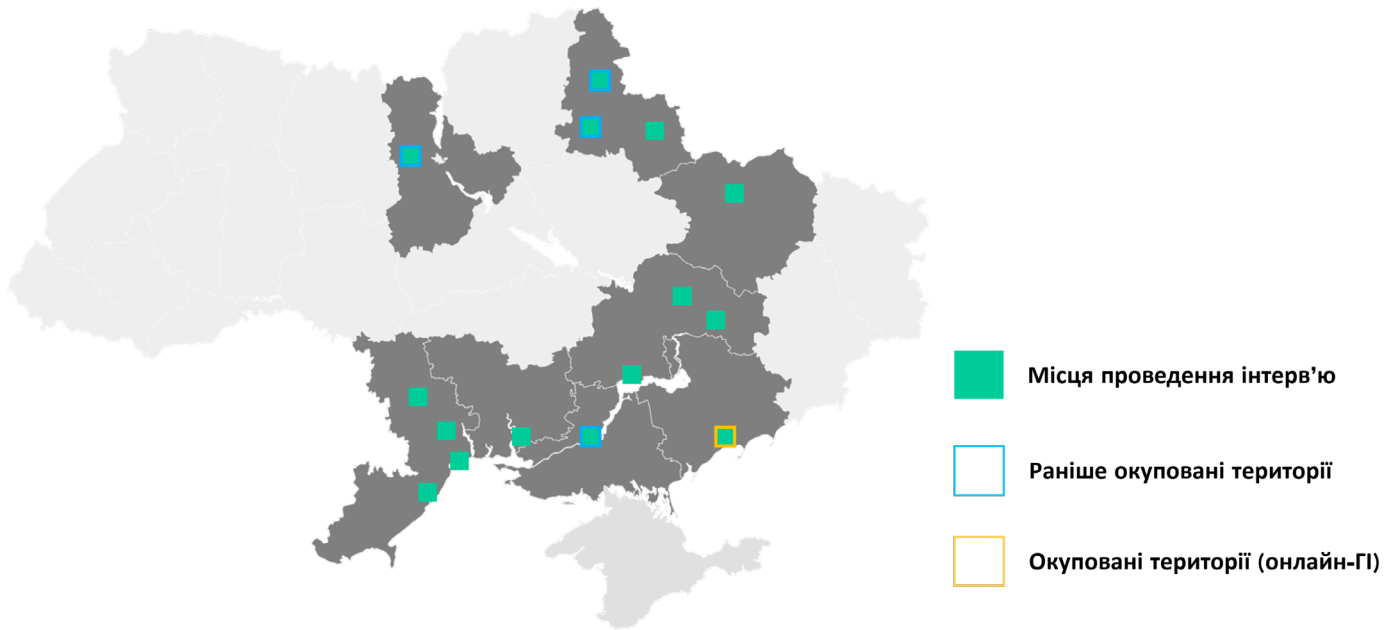 Місця проведення інтерв’ю
Раніше окуповані території
Окуповані території (онлайн-ГІ)